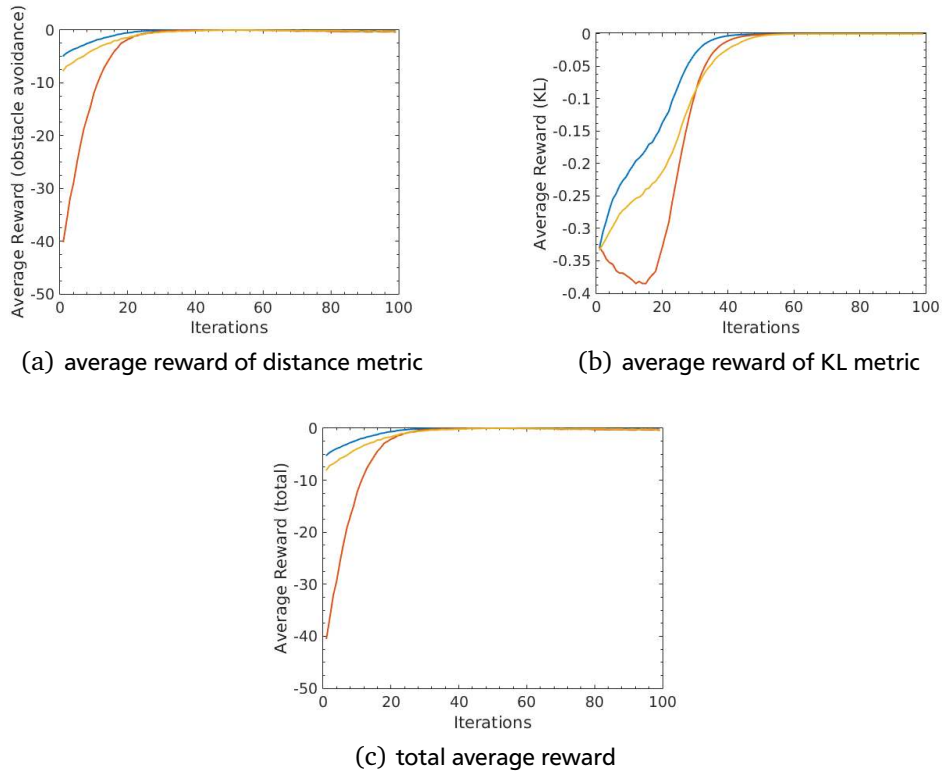 Average Reward (obstacle avoidance)
0
-10
-20
-30
-40
-50
0 20 40 60 80 100
Iterations
(a) average reward of distance metric
Average Reward (KL)
0
-0.05
-0.1
-0.15
-0.2
-0.25
-0.3
-0.35
-0.4
0 20 40 60 80 100
Iterations
(b) average reward of KL metric
Average Reward (total)
0
-10
-20
-30
-40
-50
0 20 40 60 80 100
Iterations
(c) total average reward